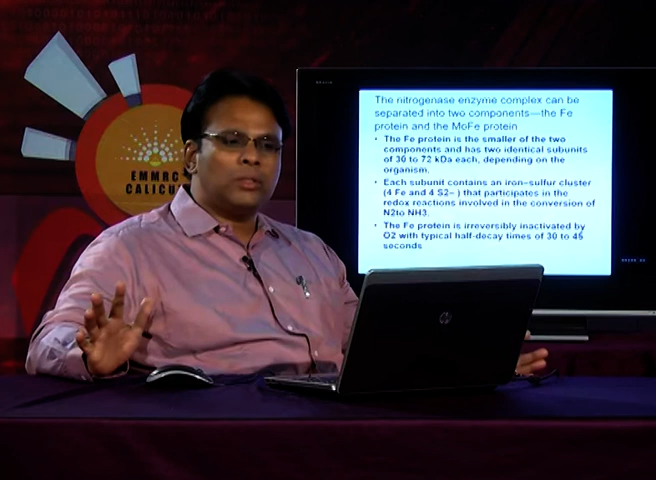 EMMRC
CALICU
The nitrogenase enzyme complex can be
separated into two components—the Fe
protein and the MoFe protein
• The Fe protein is the smaller of the two
components and has two identical subunits
of 30 to 72 kDa each, depending on the
organism.
• Each subunit contains an iron–sulfur cluster
(4 Fe and 4 S2– ) that participates in the
redox reactions involved in the conversion of
N2to NH3.
• The Fe protein is irreversibly inactivated by
O2 with typical half-decay times of 30 to 45
seconds
hp